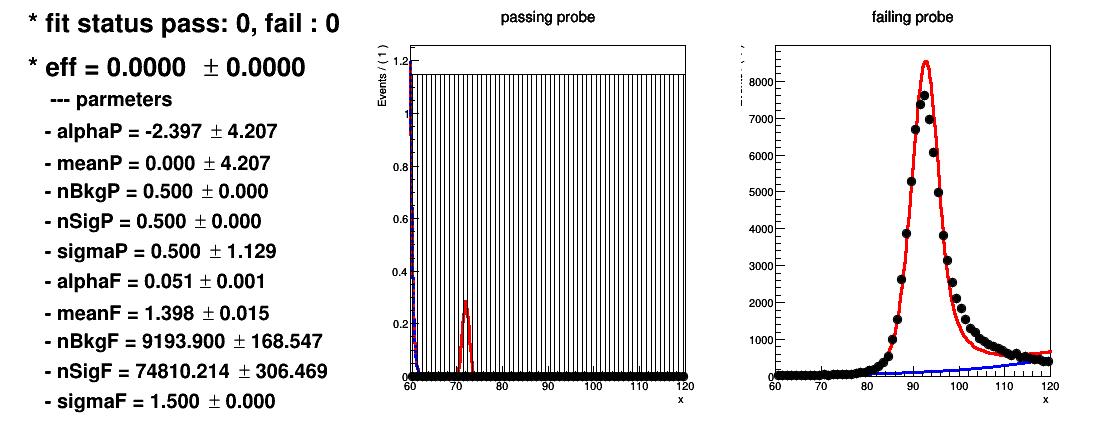 * fit status pass: 0, fail : 0
* eff = 0.0000 ± 0.0000
--- parmeters
- alphaP = -2.397 ± 4.207
- meanP = 0.000 ± 4.207
- nBkgP = 0.500 ± 0.000
- nSigP = 0.500 ± 0.000
- sigmaP = 0.500 ± 1.129
- alphaF = 0.051 ± 0.001
- meanF = 1.398 ± 0.015
- nBkgF = 9193.900 ± 168.547
- nSigF = 74810.214 ± 306.469
- sigmaF = 1.500 ± 0.000
passing probe
Events / ( 1 )
1.2
1
0.8
0.6
0.4
0.2
0
60 70 80 90 100 110 120
x
failing probe
8000
7000
6000
5000
4000
3000
2000
1000
0
60 70 80 90 100 110 120
x